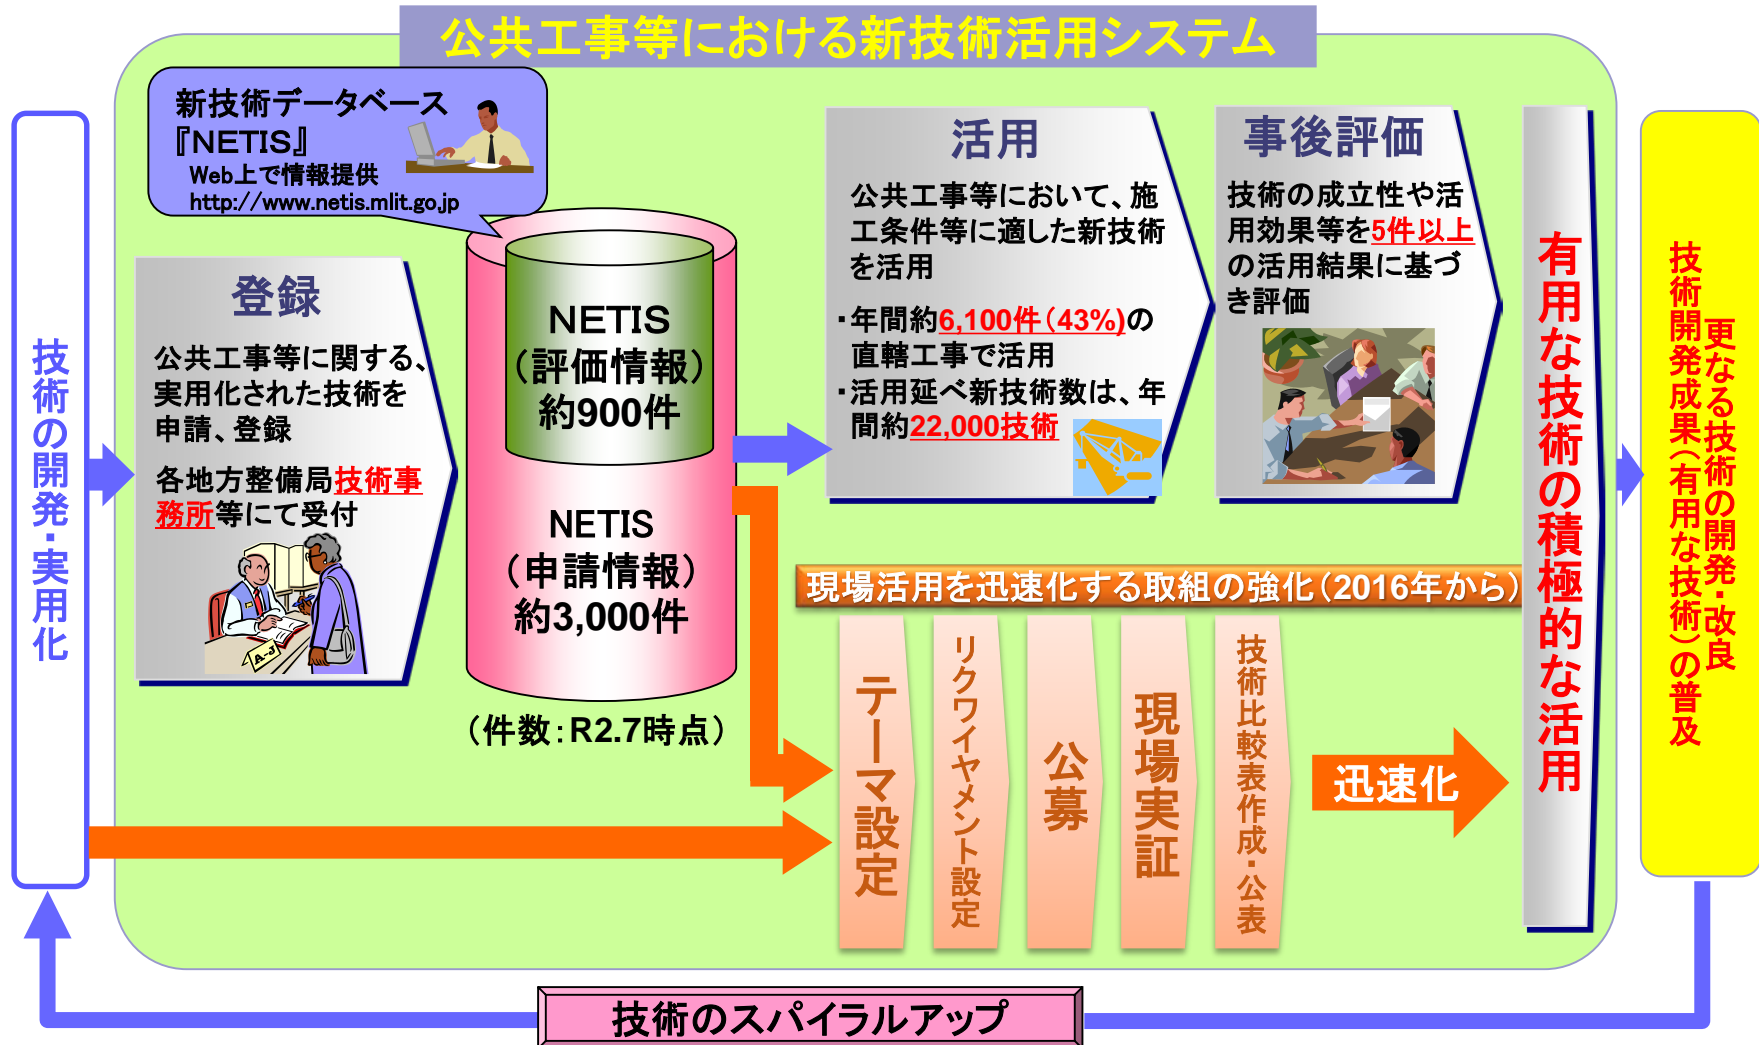 公共工事等における新技術活用システム
新技術データベース
『NETIS』
Web上で情報提供
http://www.netis.mlit.go.jp
技術の開発・実用化
登録
公共工事等に関する、
実用化された技術を
申請、登録
各地方整備局技術事
務所等にて受付
A-J
NETIS
（評価情報）
約900件
NETIS
（申請情報）
約3,000件
（件数：R2.7時点）
活用
公共工事等において、施
工条件等に適した新技術
を活用
・年間約6,100件（43%)の
直轄工事で活用
・活用延べ新技術数は、年
間約22,000技術
事後評価
技術の成立性や活
用効果等を5件以上
の活用結果に基づ
き評価
現場活用を迅速化する取組の強化（2016年から）
テーマ設定
リクワイヤメント設定
公募
現場実証
技術比較表作成・公表
迅速化
有用な技術の積極的な活用
更なる技術の開発・改良
技術開発成果（有用な技術）の普及
技術のスパイラルアップ